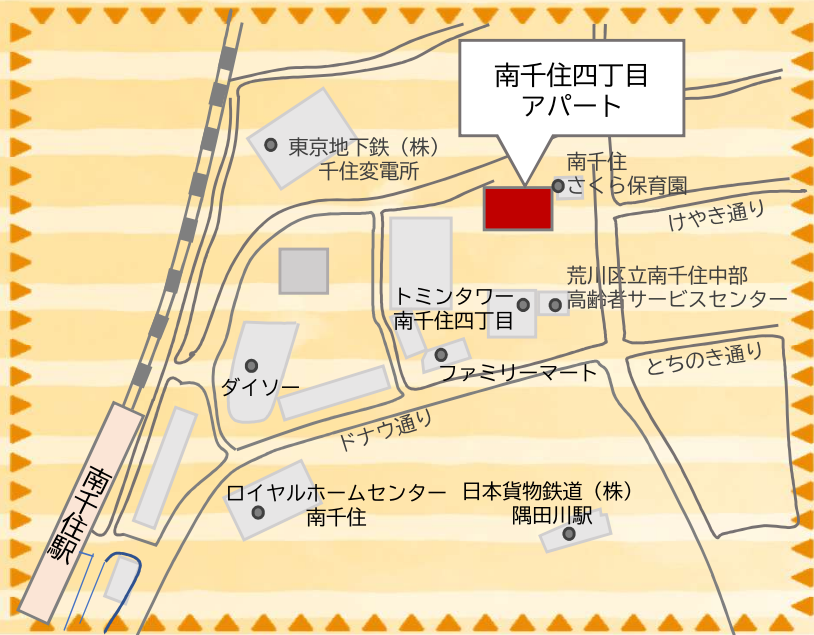 南千住四丁目
アパート
東京地下鉄（株）
千住変電所
南千住
さくら保育園
けやき通り
荒川区立南千住中部
高齢者サービスセンター
トミンタワー
南千住四丁目
とちのき通り
ファミリーマート
ダイソー
ドナウ通り
ロイヤルホームセンター
南千住
日本貨物鉄道（株）
隅田川駅
南千住駅